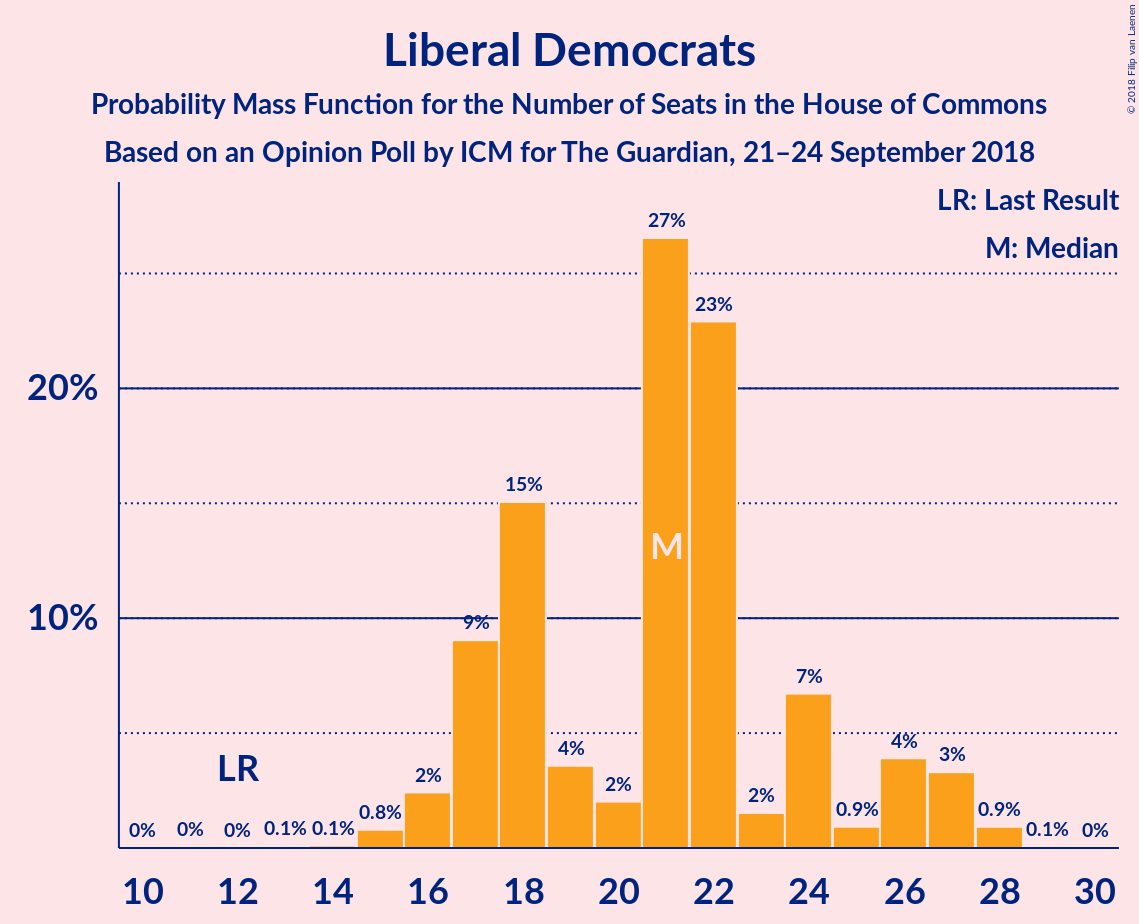 Liberal Democrats
Probability Mass Function for the Number of Seats in the House of Commons
Based on an Opinion Poll by ICM for The Guardian, 21–24 September 2018
© 2018 Filip van Laenen
LR: Last Result
M: Median
20%
10%
0%
0%
0%
0.1%
0.1%
0.8%
2%
9%
15%
4%
2%
27%
23%
2%
7%
0.9%
4%
3%
0.9%
0.1%
0%
LR
M
10 12 14 16 18 20 22 24 26 28 30